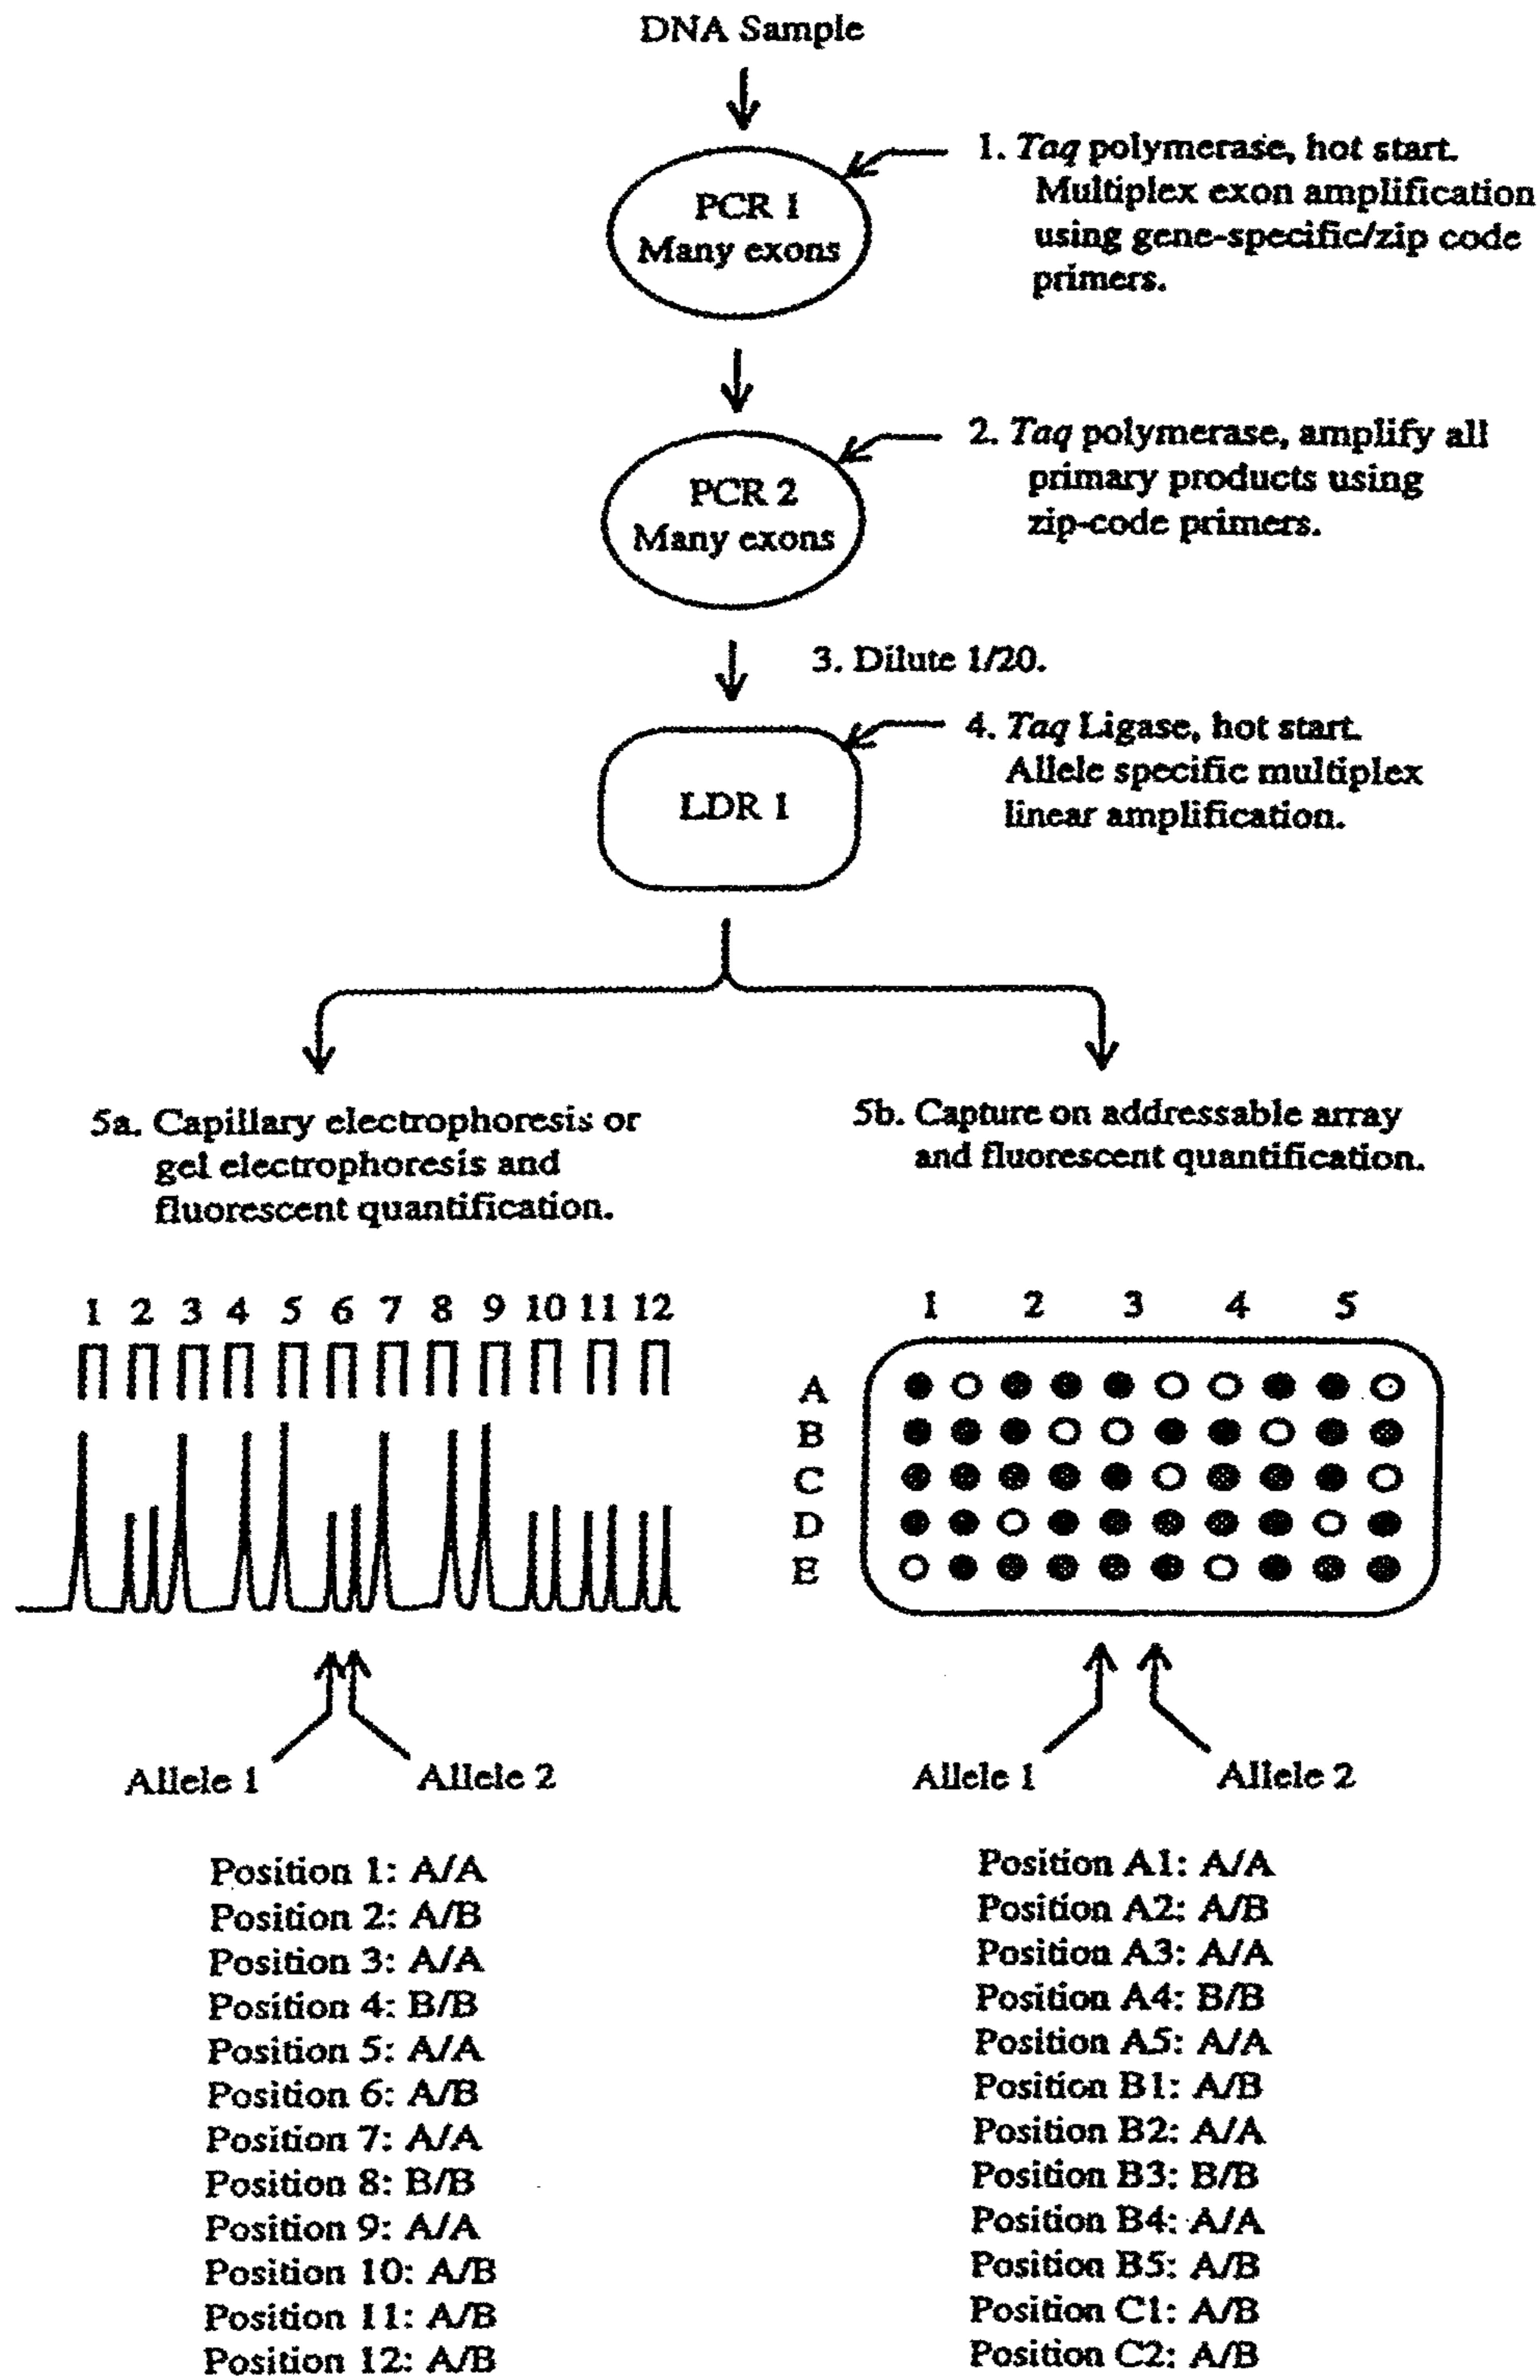 DNA Sample
1. Taq polymerase, hot start.
Multiplex exon amplification
using gene-specific/zip code
primers.
PCR 1
Many exons
2. Taq polymerase, amplify all
primary products using
zip-code primers.
PCR 2
Many exons
3. Dilute 1/20.
4. Taq Ligase, hot start.
Allele specific multiplex
linear amplification.
LDR 1
5a. Capillary electrophoresis or
gel electrophoresis and
fluorescent quantification.
5b. Capture on addressable array
and fluorescent quantification.
1 2 3 4 5 6 7 8 9 10 11 12
1 2 3 4 5
A
B
C
D
E
Allele 1
Allele 2
Allele 1
Allele 2
Position 1: A/A
Position 2: A/B
Position 3: A/A
Position 4: B/B
Position 5: A/A
Position 6: A/B
Position 7: A/A
Position 8: B/B
Position 9: A/A
Position 10: A/B
Position 11: A/B
Position 12: A/B
Position A1: A/A
Position A2: A/B
Position A3: A/A
Position A4: B/B
Position A5: A/A
Position B1: A/B
Position B2: A/A
Position B3: B/B
Position B4: A/A
Position B5: A/B
Position C1: A/B
Position C2: A/B